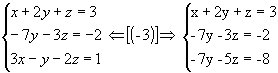 x + 2y + z = 3 x + 2y + z = 3
- 7y - 3z = -2 ⇐[(-3)]⇒ -7y -3z = -2
3x - y - 2z = 1 -7y -5z = -8